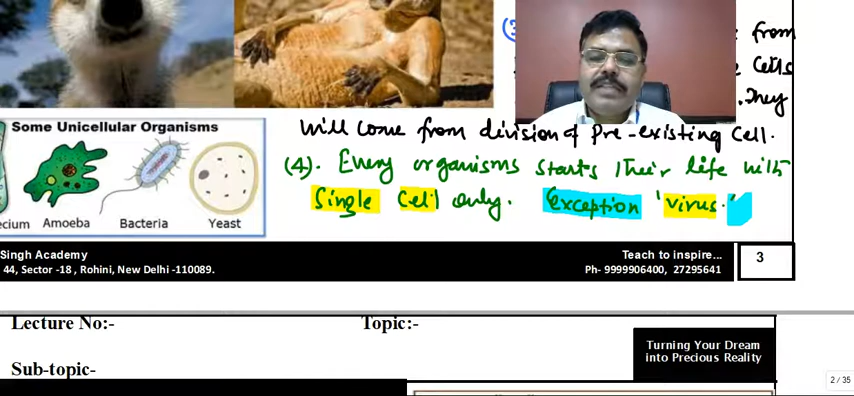 from
Cells
They
Will come from division of Pre-existing Cell.
Some Unicellular Organisms
(4). Every organisms starts their life with
Single Cell only. Exception 'virus.'
ecium Amoeba Bacteria Yeast
Singh Academy
44, Sector -18 , Rohini, New Delhi -110089.
Teach to inspire...
Ph- 9999906400, 27295641
3
Lecture No:- Topic:-
Turning Your Dream
into Precious Reality
Sub-topic-
2 / 35